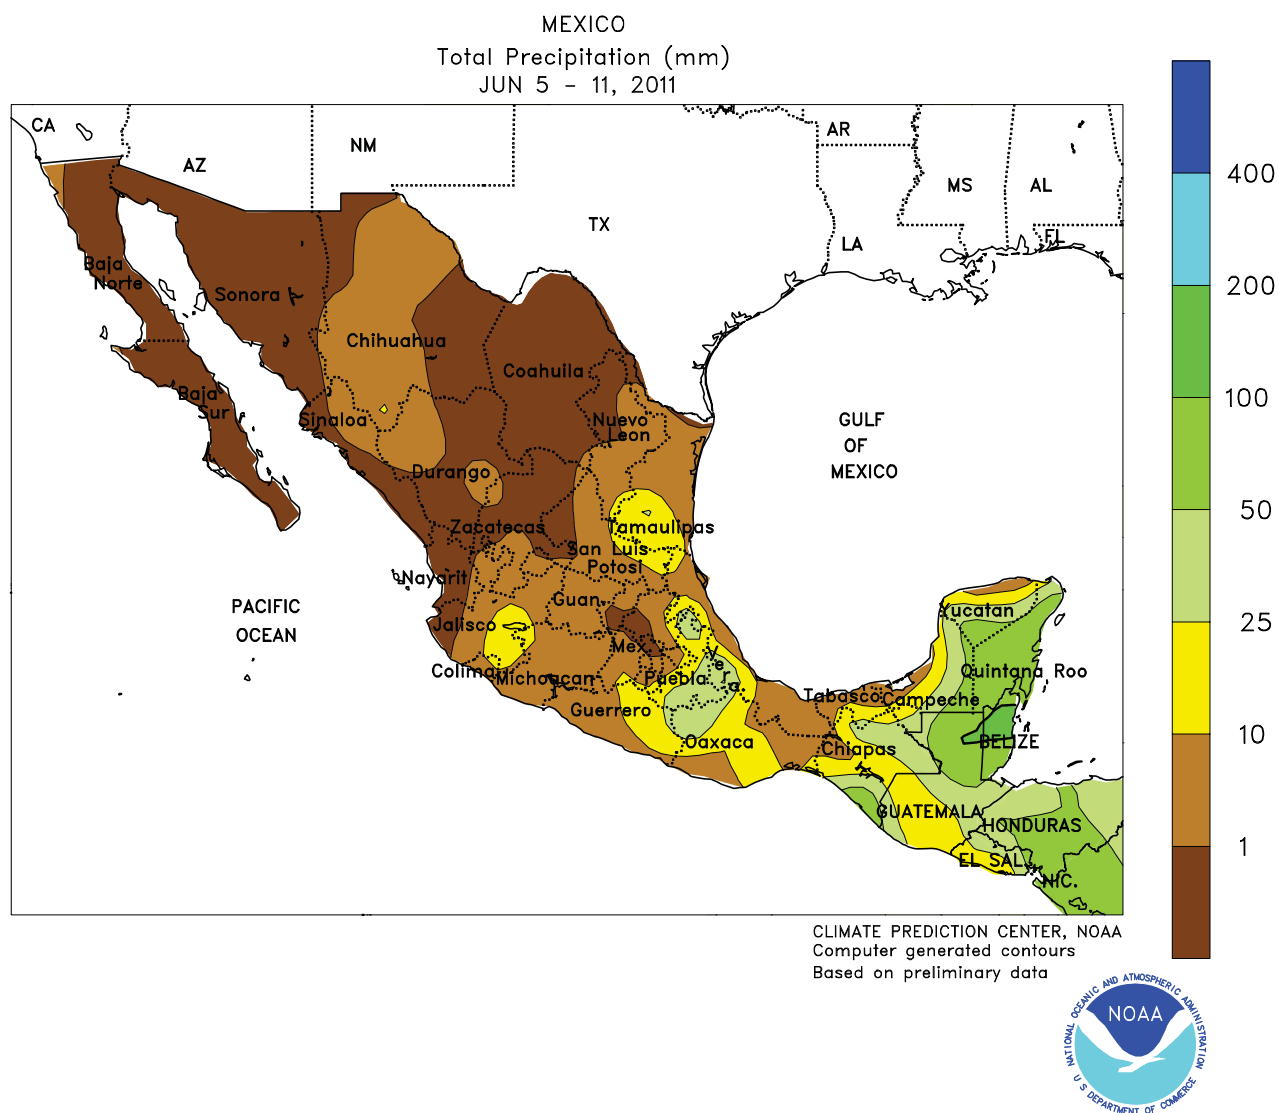 MEXICO
Total Precipitation (mm)
JUN 5 - 11, 2011
CA
AZ
NM
TX
AR
MS
AL
LA
FL
Baja
Norte
Sonora
Chihuahua
Coahuila
Baja
Sur
Sinaloa
Nuevo
Leon
Durango
Zacatecas
Tamaulipas
San Luis
Potosi
Nayarit
Guan.
Jalisco
Mex.
Colima
Michoacan
Puebla
Vera
Guerrero
Oaxaca
Tabasco
Campeche
Chiapas
Yucatan
Quintana Roo
BELIZE
GUATEMALA
HONDURAS
EL SAL.
NIC.
GULF
OF
MEXICO
PACIFIC
OCEAN
400
200
100
50
25
10
1
CLIMATE PREDICTION CENTER, NOAA
Computer generated contours
Based on preliminary data
NATIONAL OCEANIC AND ATMOSPHERIC ADMINISTRATION
NOAA
U S DEPARTMENT OF COMMERCE